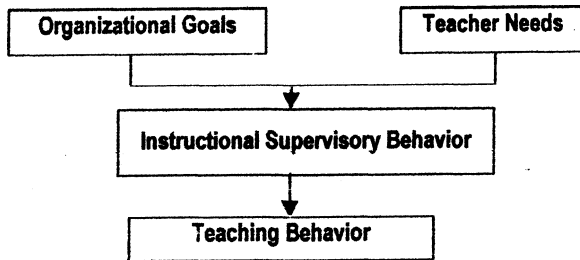 Organizational Goals
Teacher Needs
Instructional Supervisory Behavior
Teaching Behavior